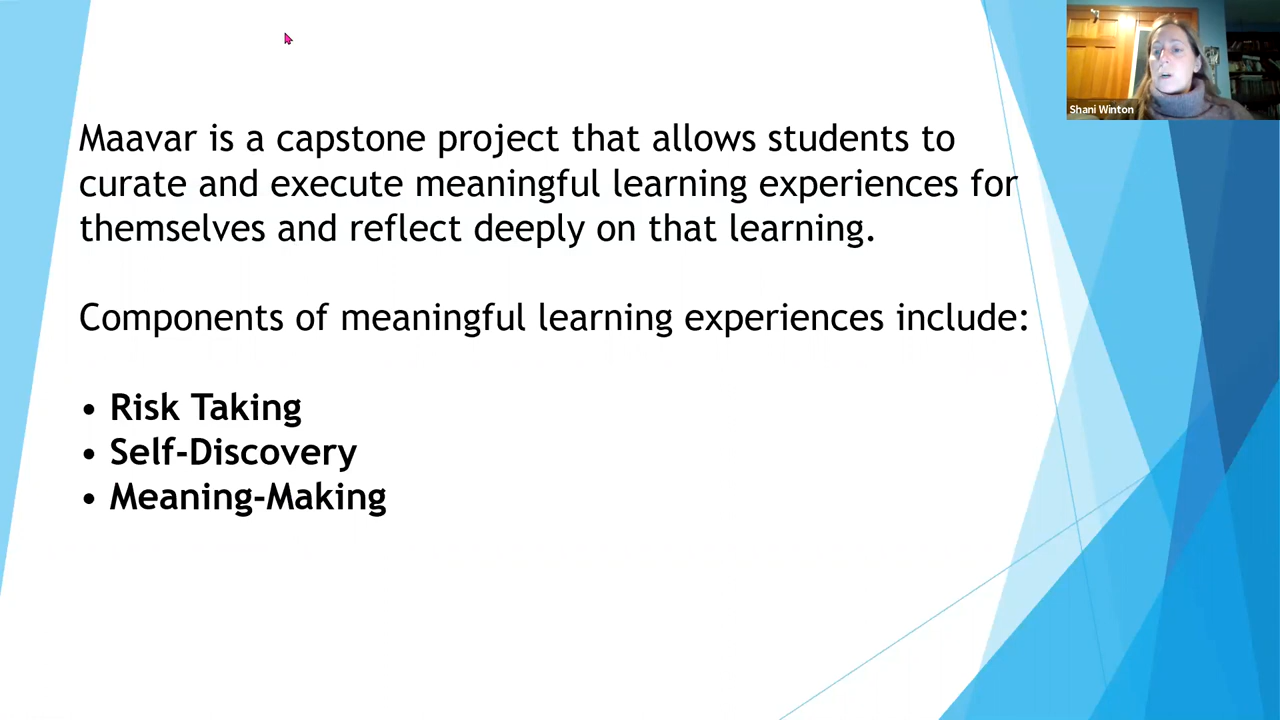 Maavar is a capstone project that allows students to
curate and execute meaningful learning experiences for
themselves and reflect deeply on that learning.
Components of meaningful learning experiences include:
• Risk Taking
• Self-Discovery
• Meaning-Making
Shani Winton